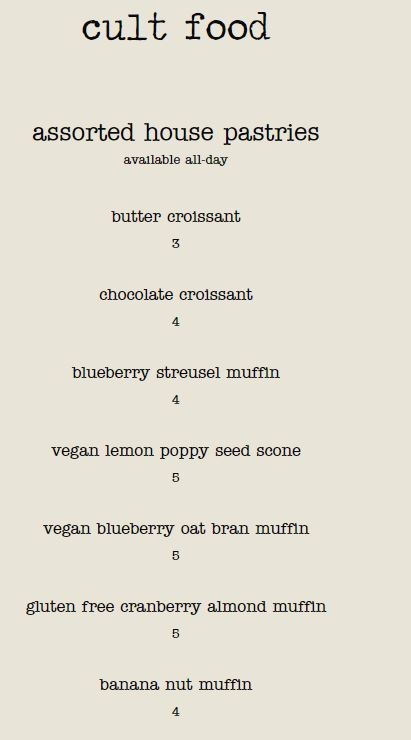 cult food
assorted house pastries
available all-day
butter croissant
3
chocolate croissant
4
blueberry streusel muffin
4
vegan lemon poppy seed scone
5
vegan blueberry oat bran muffin
5
gluten free cranberry almond muffin
5
banana nut muffin
4